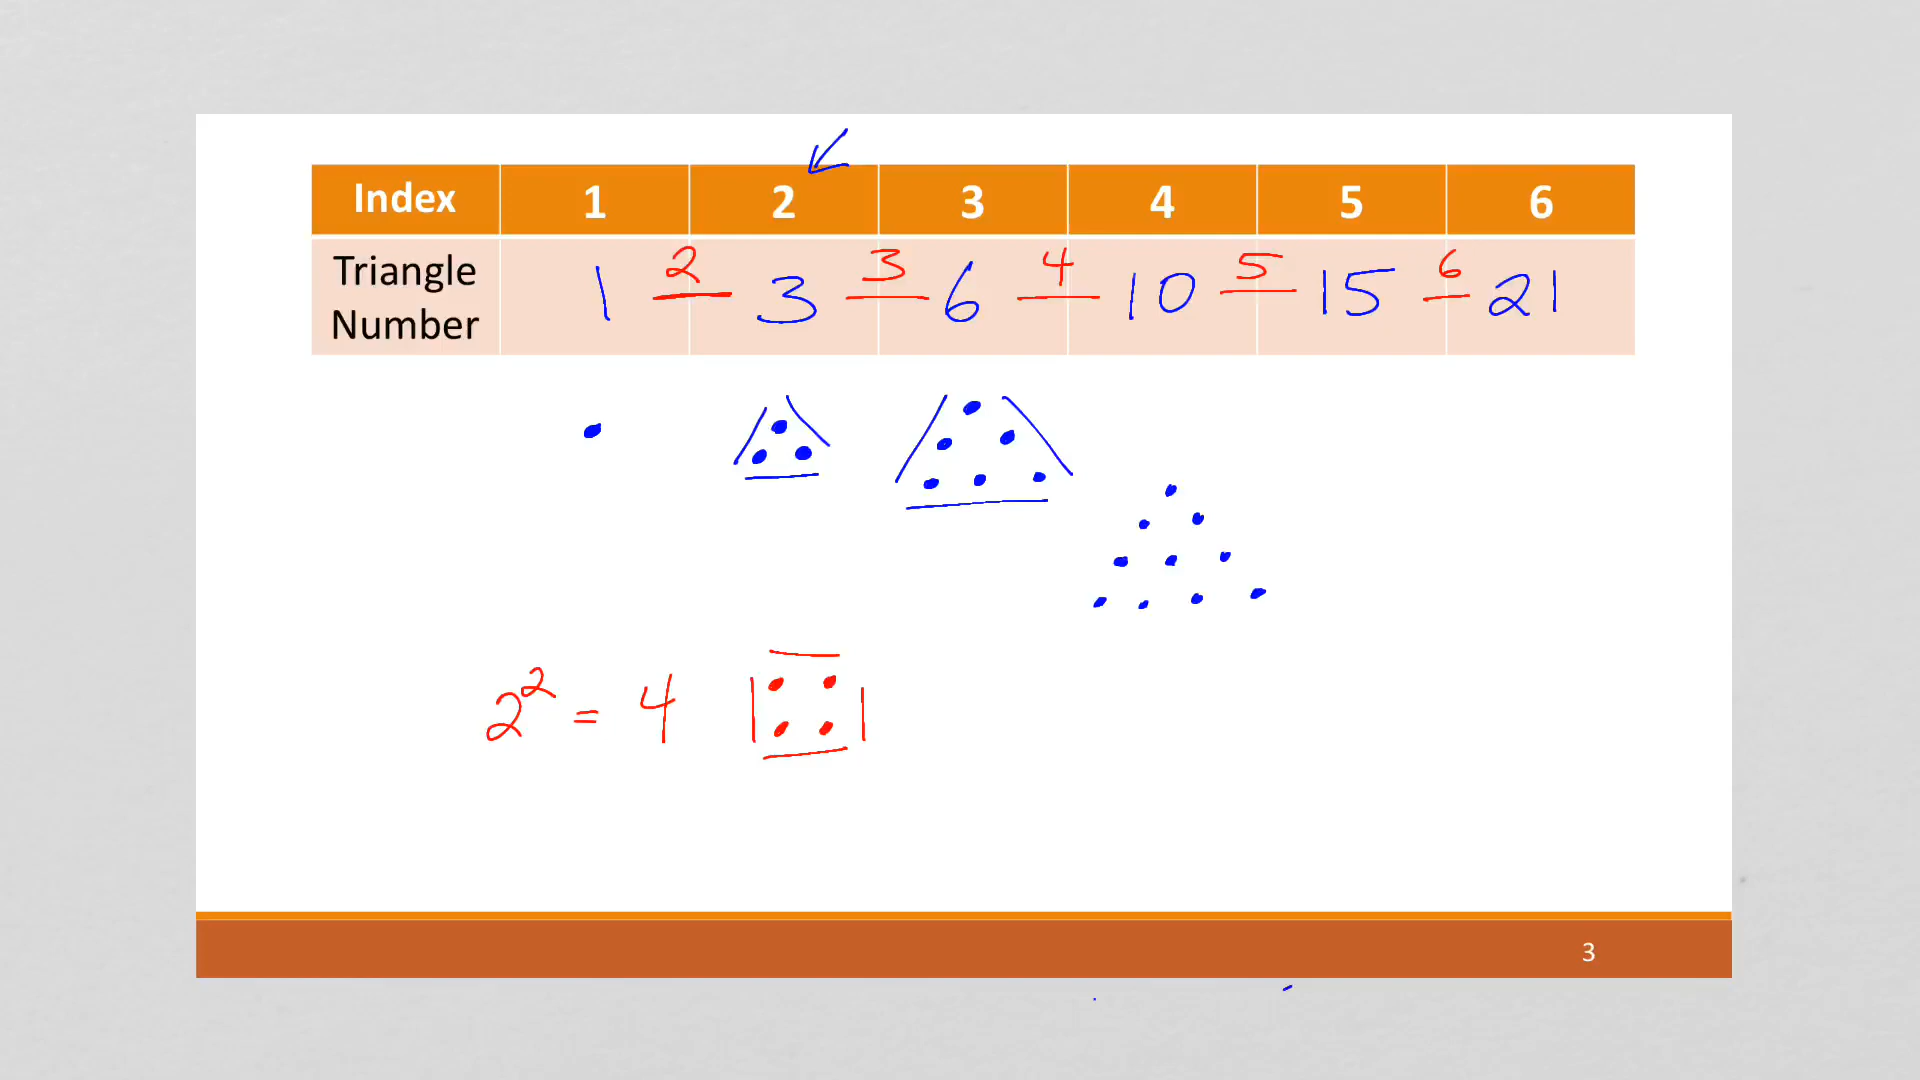 Index 1 2 3 4 5 6
Triangle Number 1 2 3 3 6 4 10 5 15 6 21
2² = 4
3